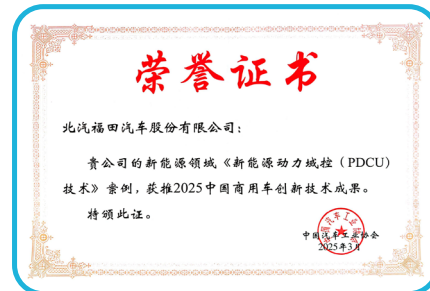 荣誉证书
北汽福田汽车股份有限公司：
贵公司的新能源领域《新能源动力域控（PDCU）
技术》案例，获推2025中国商用车创新技术成果。
特颁此证。
中国汽车工业协会
2025年3月